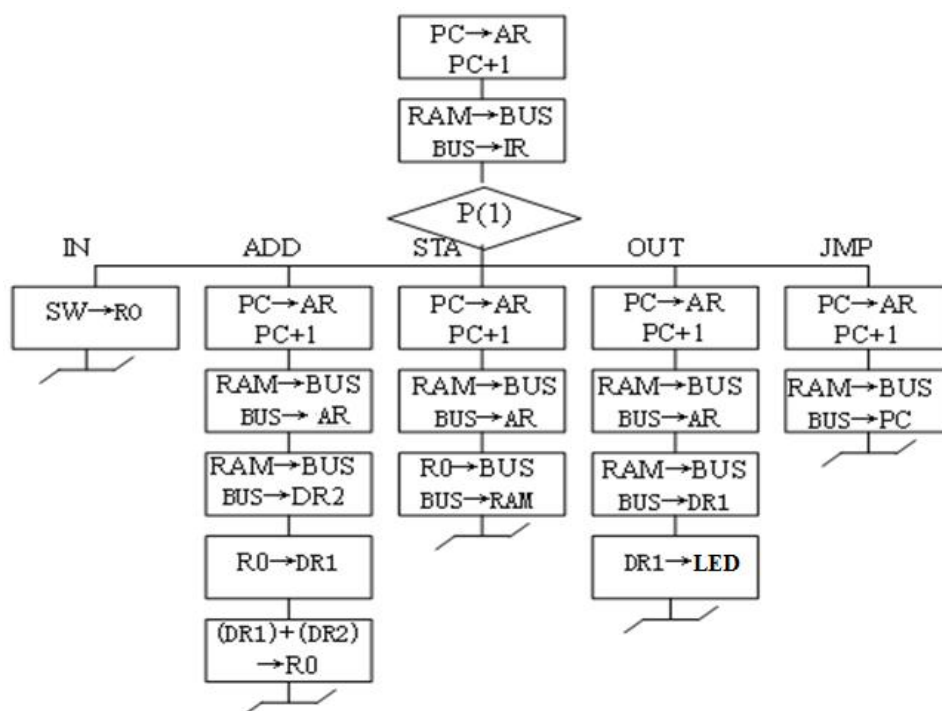 PC→AR
PC+1
RAM→BUS
BUS→IR
P(1)
IN
ADD
STA
OUT
JMP
SW→R0
PC→AR
PC+1
RAM→BUS
BUS→ AR
RAM→BUS
BUS→DR2
R0→DR1
(DR1)+(DR2)
→R0
PC→AR
PC+1
RAM→BUS
BUS→AR
R0→BUS
BUS→RAM
PC→AR
PC+1
RAM→BUS
BUS→AR
RAM→BUS
BUS→DR1
DR1→LED
PC→AR
PC+1
RAM→BUS
BUS→PC